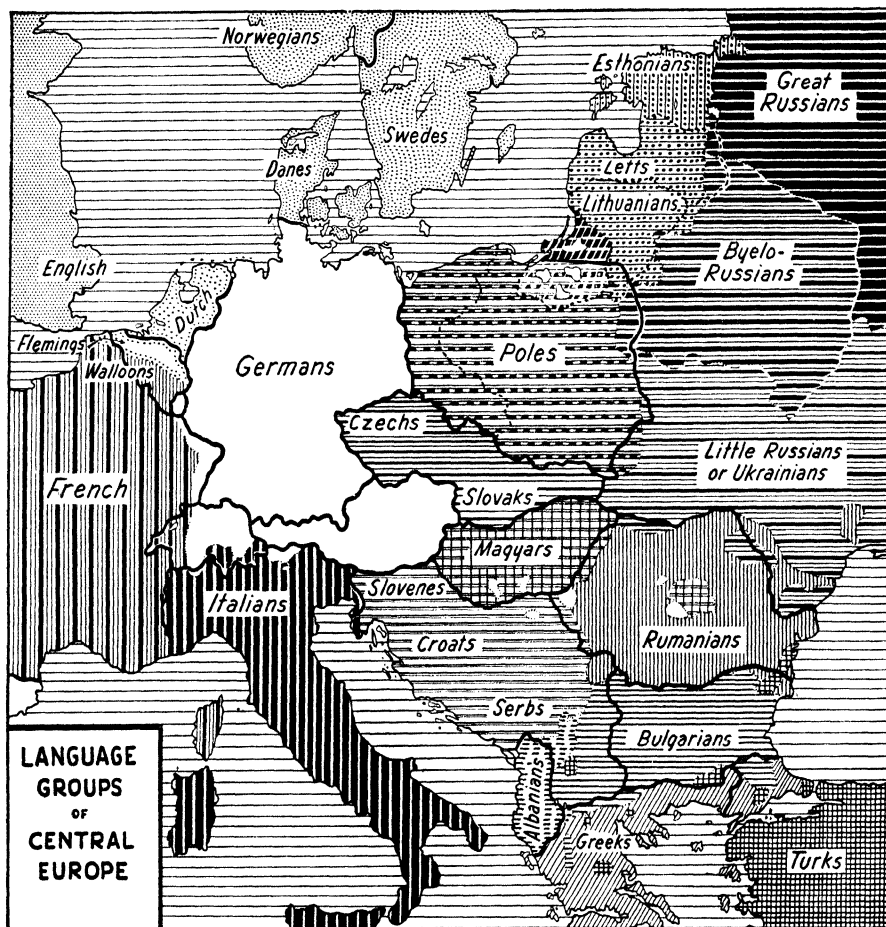 Norwegians
Esthonians
Great
Russians
Swedes
Danes
Letts
Lithuanians
Byelo-
Russians
English
Dutch
Flemings
Walloons
Germans
Poles
Czechs
Little Russians
or Ukrainians
French
Slovaks
Magyars
Slovenes
Italians
Croats
Rumanians
Serbs
Bulgarians
Albanians
Greeks
Turks
LANGUAGE
GROUPS
OF
CENTRAL
EUROPE